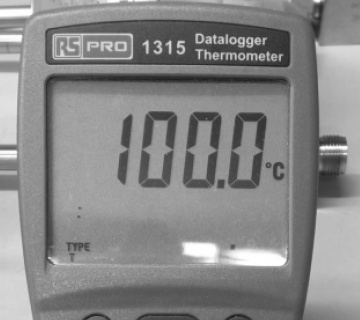 RS PRO 1315 Datalogger
Thermometer
100.0 °C
TYPE
T